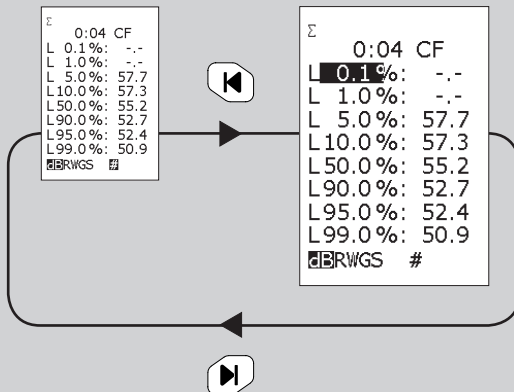 Σ
0:04 CF
L 0.1%: -.-
L 1.0%: -.-
L 5.0%: 57.7
L10.0%: 57.3
L50.0%: 55.2
L90.0%: 52.7
L95.0%: 52.4
L99.0%: 50.9
dBRWGS #
Σ
0:04 CF
L 0.1%: -.-
L 1.0%: -.-
L 5.0%: 57.7
L10.0%: 57.3
L50.0%: 55.2
L90.0%: 52.7
L95.0%: 52.4
L99.0%: 50.9
dBRWGS #